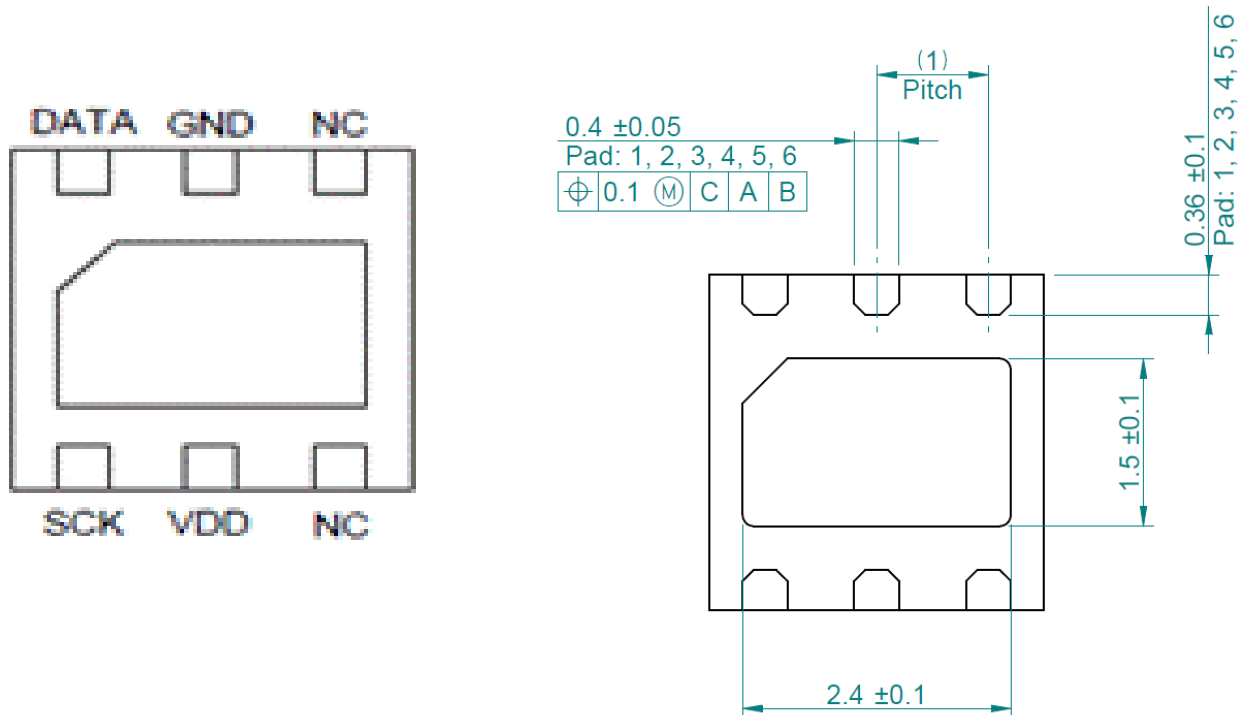 DATA GND NC
SCK VDD NC
(1)
Pitch
0.4 ±0.05
Pad: 1, 2, 3, 4, 5, 6
⌖ 0.1 Ⓜ C A B
0.36 ±0.1
Pad: 1, 2, 3, 4, 5, 6
1.5 ±0.1
2.4 ±0.1